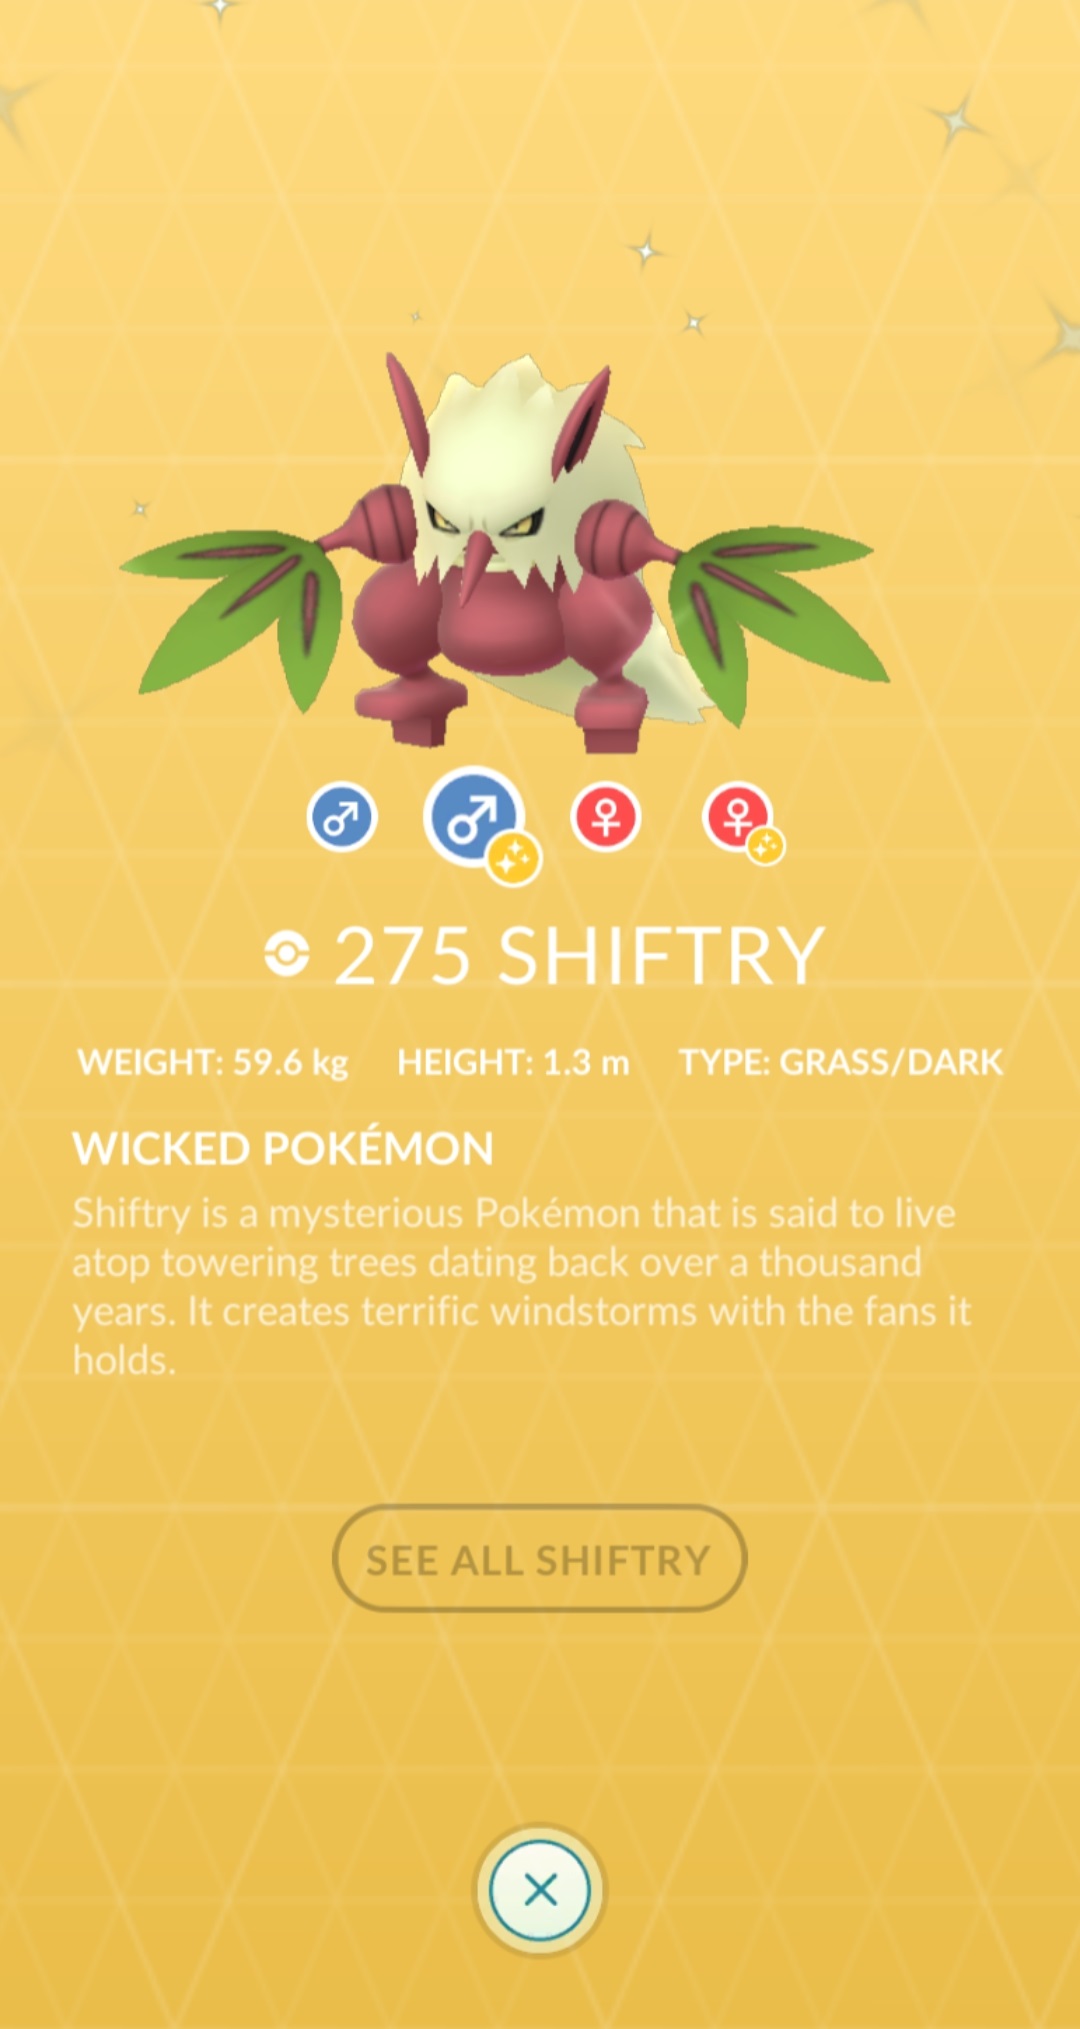 275 SHIFTRY
WEIGHT: 59.6 kg HEIGHT: 1.3 m TYPE: GRASS/DARK
WICKED POKÉMON
Shiftry is a mysterious Pokémon that is said to live
atop towering trees dating back over a thousand
years. It creates terrific windstorms with the fans it
holds.
SEE ALL SHIFTRY